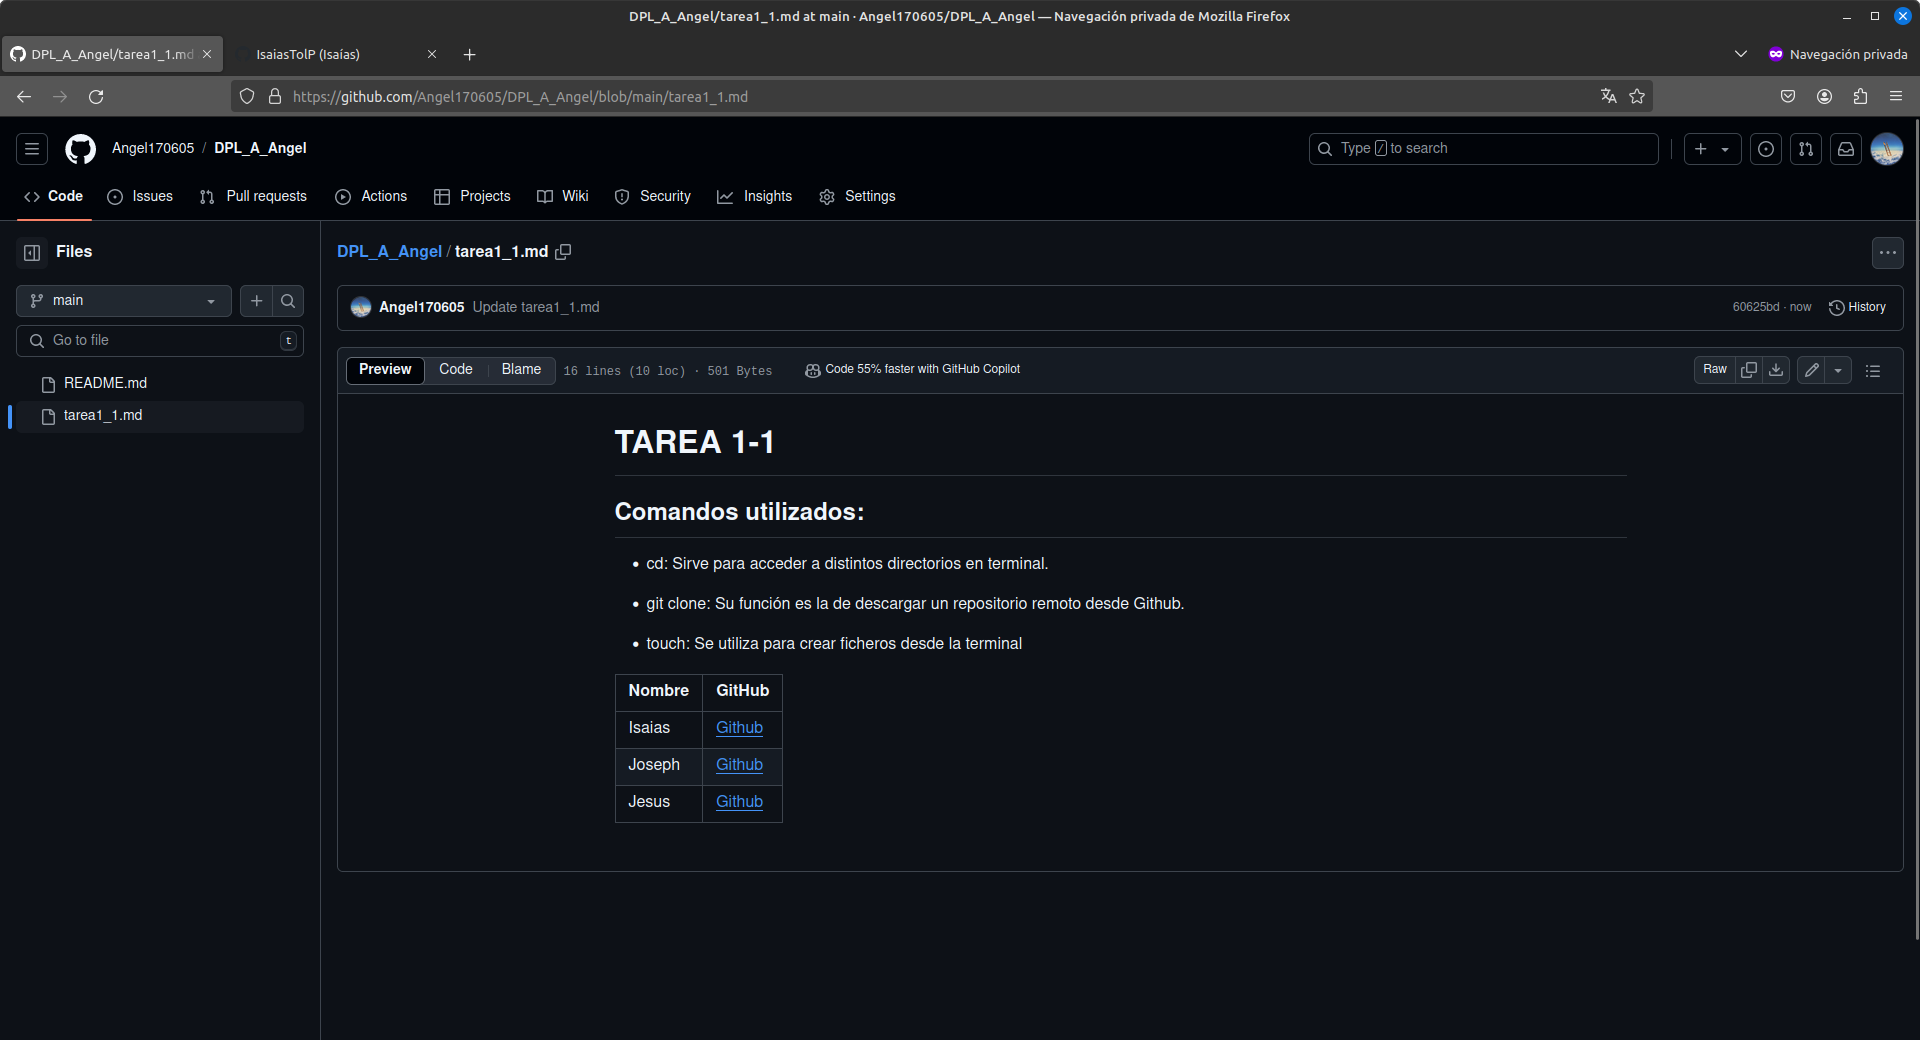 DPL_A_Angel/tarea1_1.md at main · Angel170605/DPL_A_Angel — Navegación privada de Mozilla Firefox
DPL_A_Angel/tarea1_1.md
IsaiasTolP (Isaías)
Navegación privada
https://github.com/Angel170605/DPL_A_Angel/blob/main/tarea1_1.md
Angel170605 / DPL_A_Angel
Type / to search
Code
Issues
Pull requests
Actions
Projects
Wiki
Security
Insights
Settings
Files
main
Go to file
t
README.md
tarea1_1.md
DPL_A_Angel / tarea1_1.md
Angel170605 Update tarea1_1.md
60625bd · now
History
Preview
Code
Blame
16 lines (10 loc) · 501 Bytes
Code 55% faster with GitHub Copilot
Raw
TAREA 1-1
Comandos utilizados:
• cd: Sirve para acceder a distintos directorios en terminal.
• git clone: Su función es la de descargar un repositorio remoto desde Github.
• touch: Se utiliza para crear ficheros desde la terminal
Nombre GitHub
Isaias Github
Joseph Github
Jesus Github